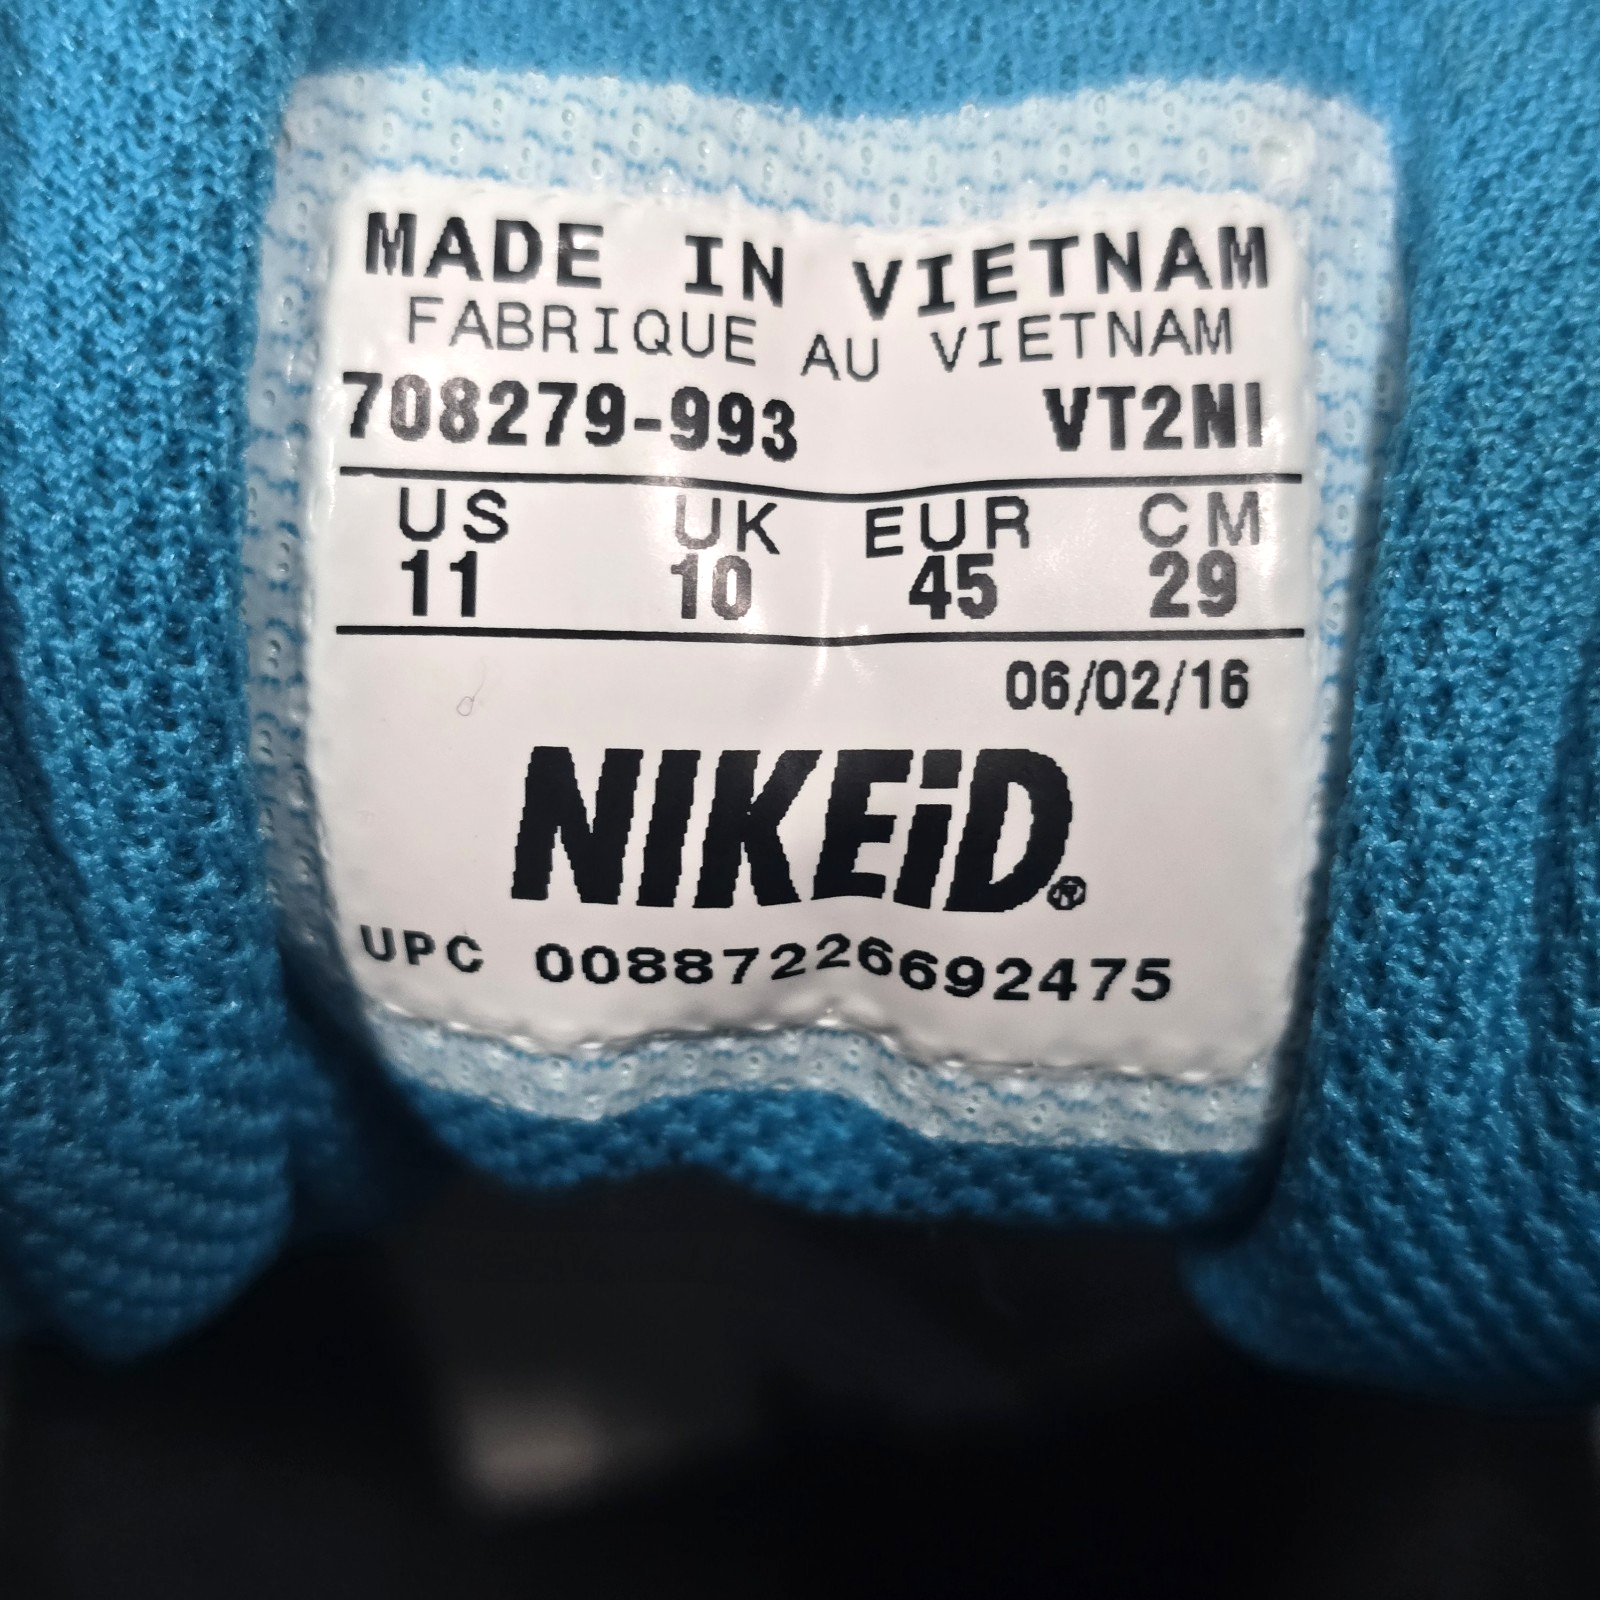 MADE IN VIETNAM
FABRIQUE AU VIETNAM
708279-993 VT2NI
US UK EUR CM
11 10 45 29
06/02/16
NIKEiD®
UPC 00887226692475